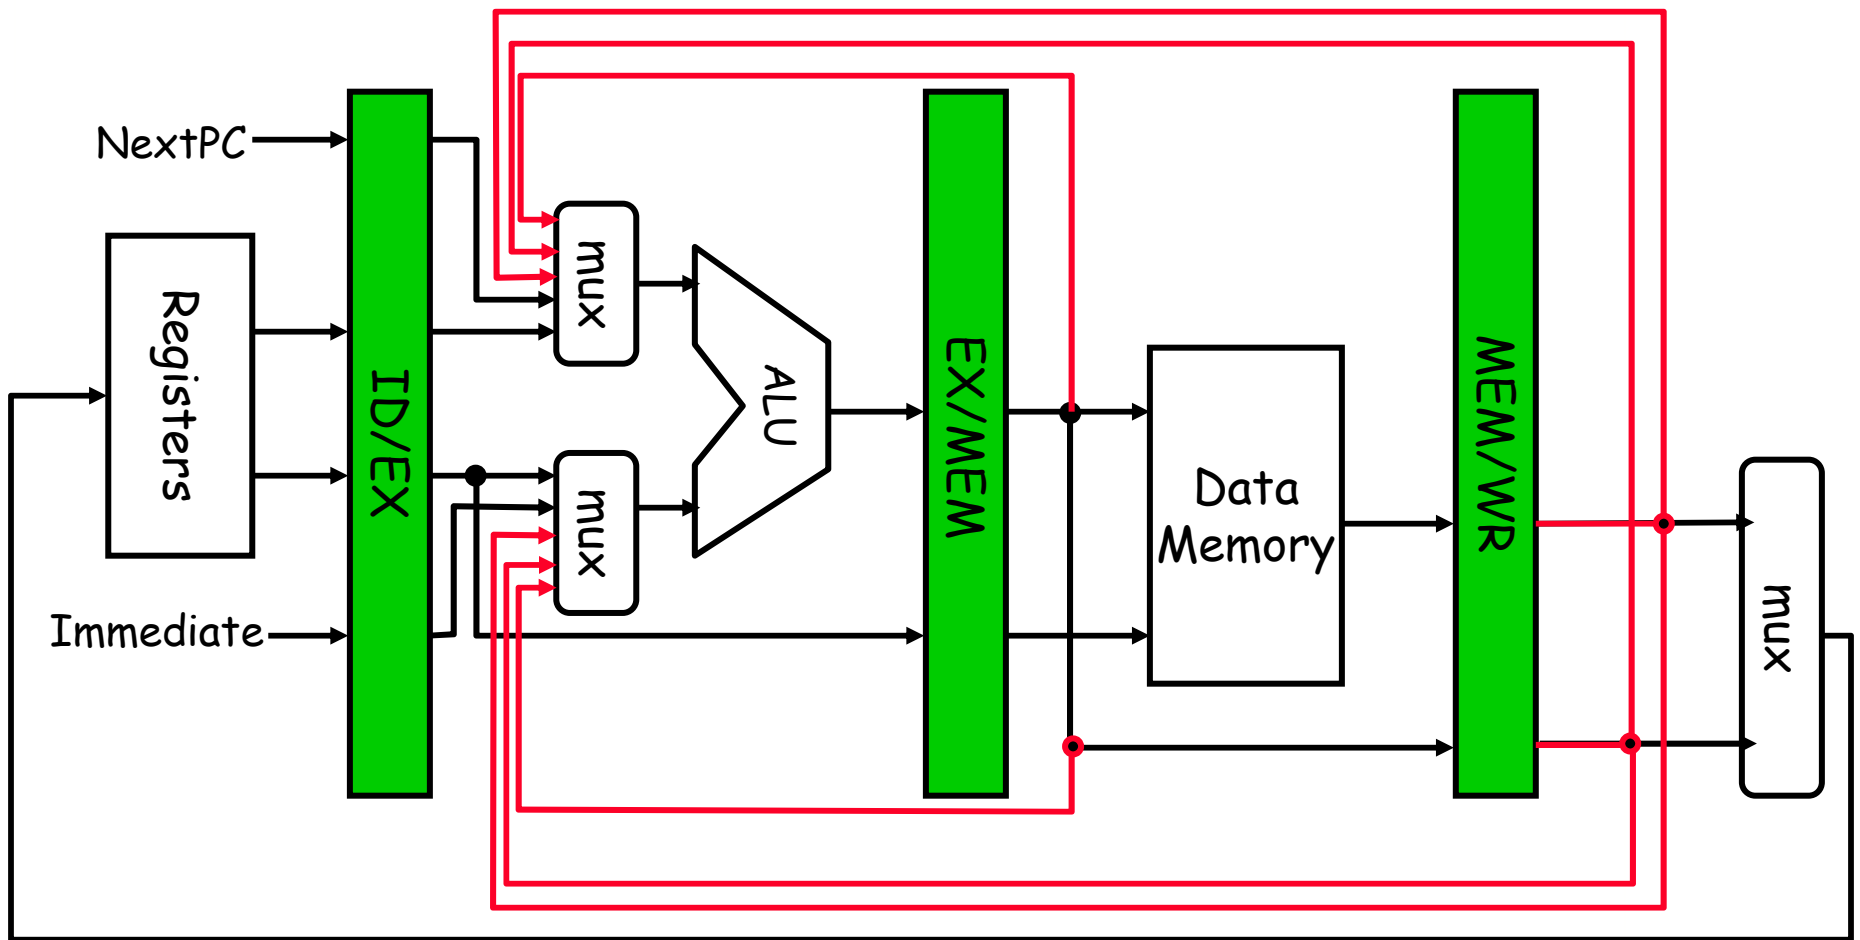 NextPC
Registers
Immediate
ID/EX
mux
mux
ALU
EX/MEM
Data
Memory
MEM/WR
mux